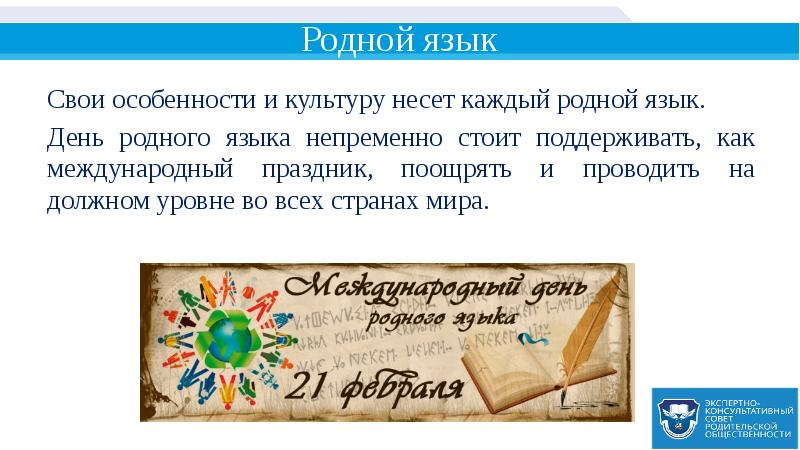 Родной язык
Свои особенности и культуру несет каждый родной язык.
День родного языка непременно стоит поддерживать, как
международный праздник, поощрять и проводить на
должном уровне во всех странах мира.
Международный день
родного языка
21 февраля
ЭКСПЕРТНО-
КОНСУЛЬТАТИВНЫЙ
СОВЕТ
РОДИТЕЛЬСКОЙ
ОБЩЕСТВЕННОСТИ